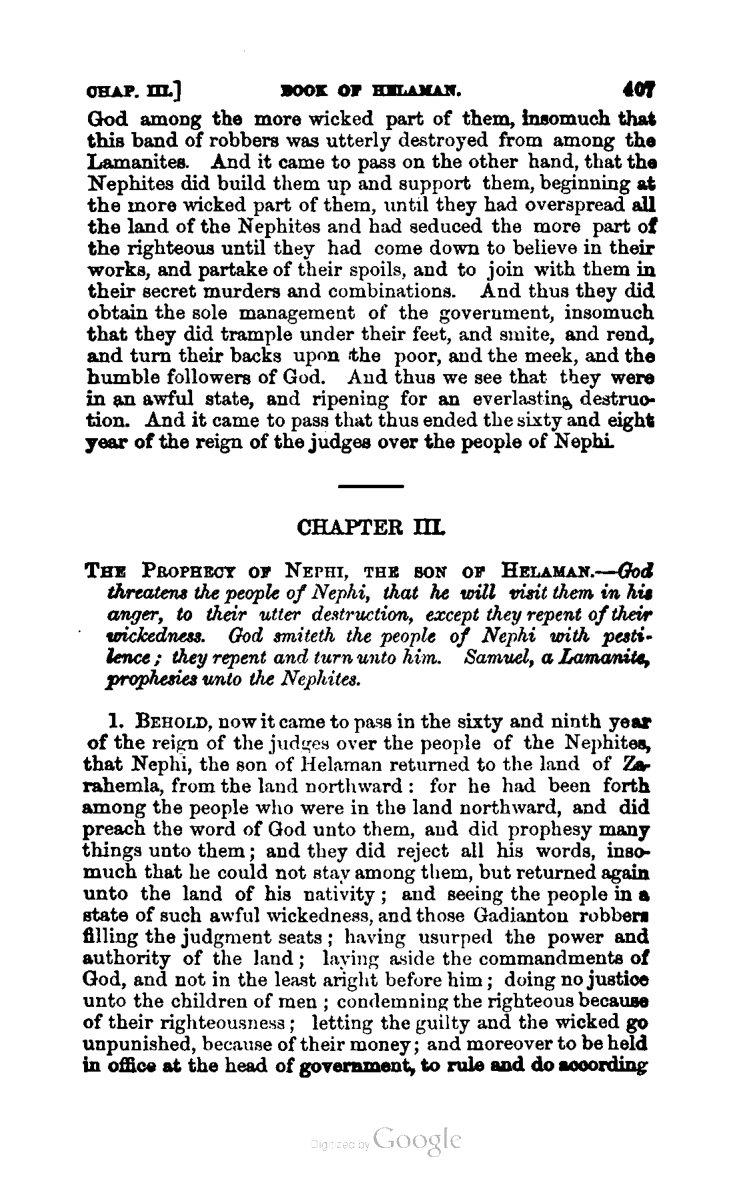 CHAP. III.] BOOK OF HELAMAN. 407
God among the more wicked part of them, insomuch that
this band of robbers was utterly destroyed from among the
Lamanites. And it came to pass on the other hand, that the
Nephites did build them up and support them, beginning at
the more wicked part of them, until they had overspread all
the land of the Nephites and had seduced the more part of
the righteous until they had come down to believe in their
works, and partake of their spoils, and to join with them in
their secret murders and combinations. And thus they did
obtain the sole management of the government, insomuch
that they did trample under their feet, and smite, and rend,
and turn their backs upon the poor, and the meek, and the
humble followers of God. And thus we see that they were
in an awful state, and ripening for an everlasting destruc-
tion. And it came to pass that thus ended the sixty and eight
year of the reign of the judges over the people of Nephi.
CHAPTER III.
THE PROPHECY OF NEPHI, THE SON OF HELAMAN.—God
threatens the people of Nephi, that he will visit them in his
anger, to their utter destruction, except they repent of their
wickedness. God smiteth the people of Nephi with pesti-
lence; they repent and turn unto him. Samuel, a Lamanite,
prophesies unto the Nephites.
1. BEHOLD, now it came to pass in the sixty and ninth year
of the reign of the judges over the people of the Nephites,
that Nephi, the son of Helaman returned to the land of Za-
rahemla, from the land northward: for he had been forth
among the people who were in the land northward, and did
preach the word of God unto them, and did prophesy many
things unto them; and they did reject all his words, inso-
much that he could not stay among them, but returned again
unto the land of his nativity; and seeing the people in a
state of such awful wickedness, and those Gadianton robbers
filling the judgment seats; having usurped the power and
authority of the land; laying aside the commandments of
God, and not in the least aright before him; doing no justice
unto the children of men; condemning the righteous because
of their righteousness; letting the guilty and the wicked go
unpunished, because of their money; and moreover to be held
in office at the head of government, to rule and do according
Digitized by Google